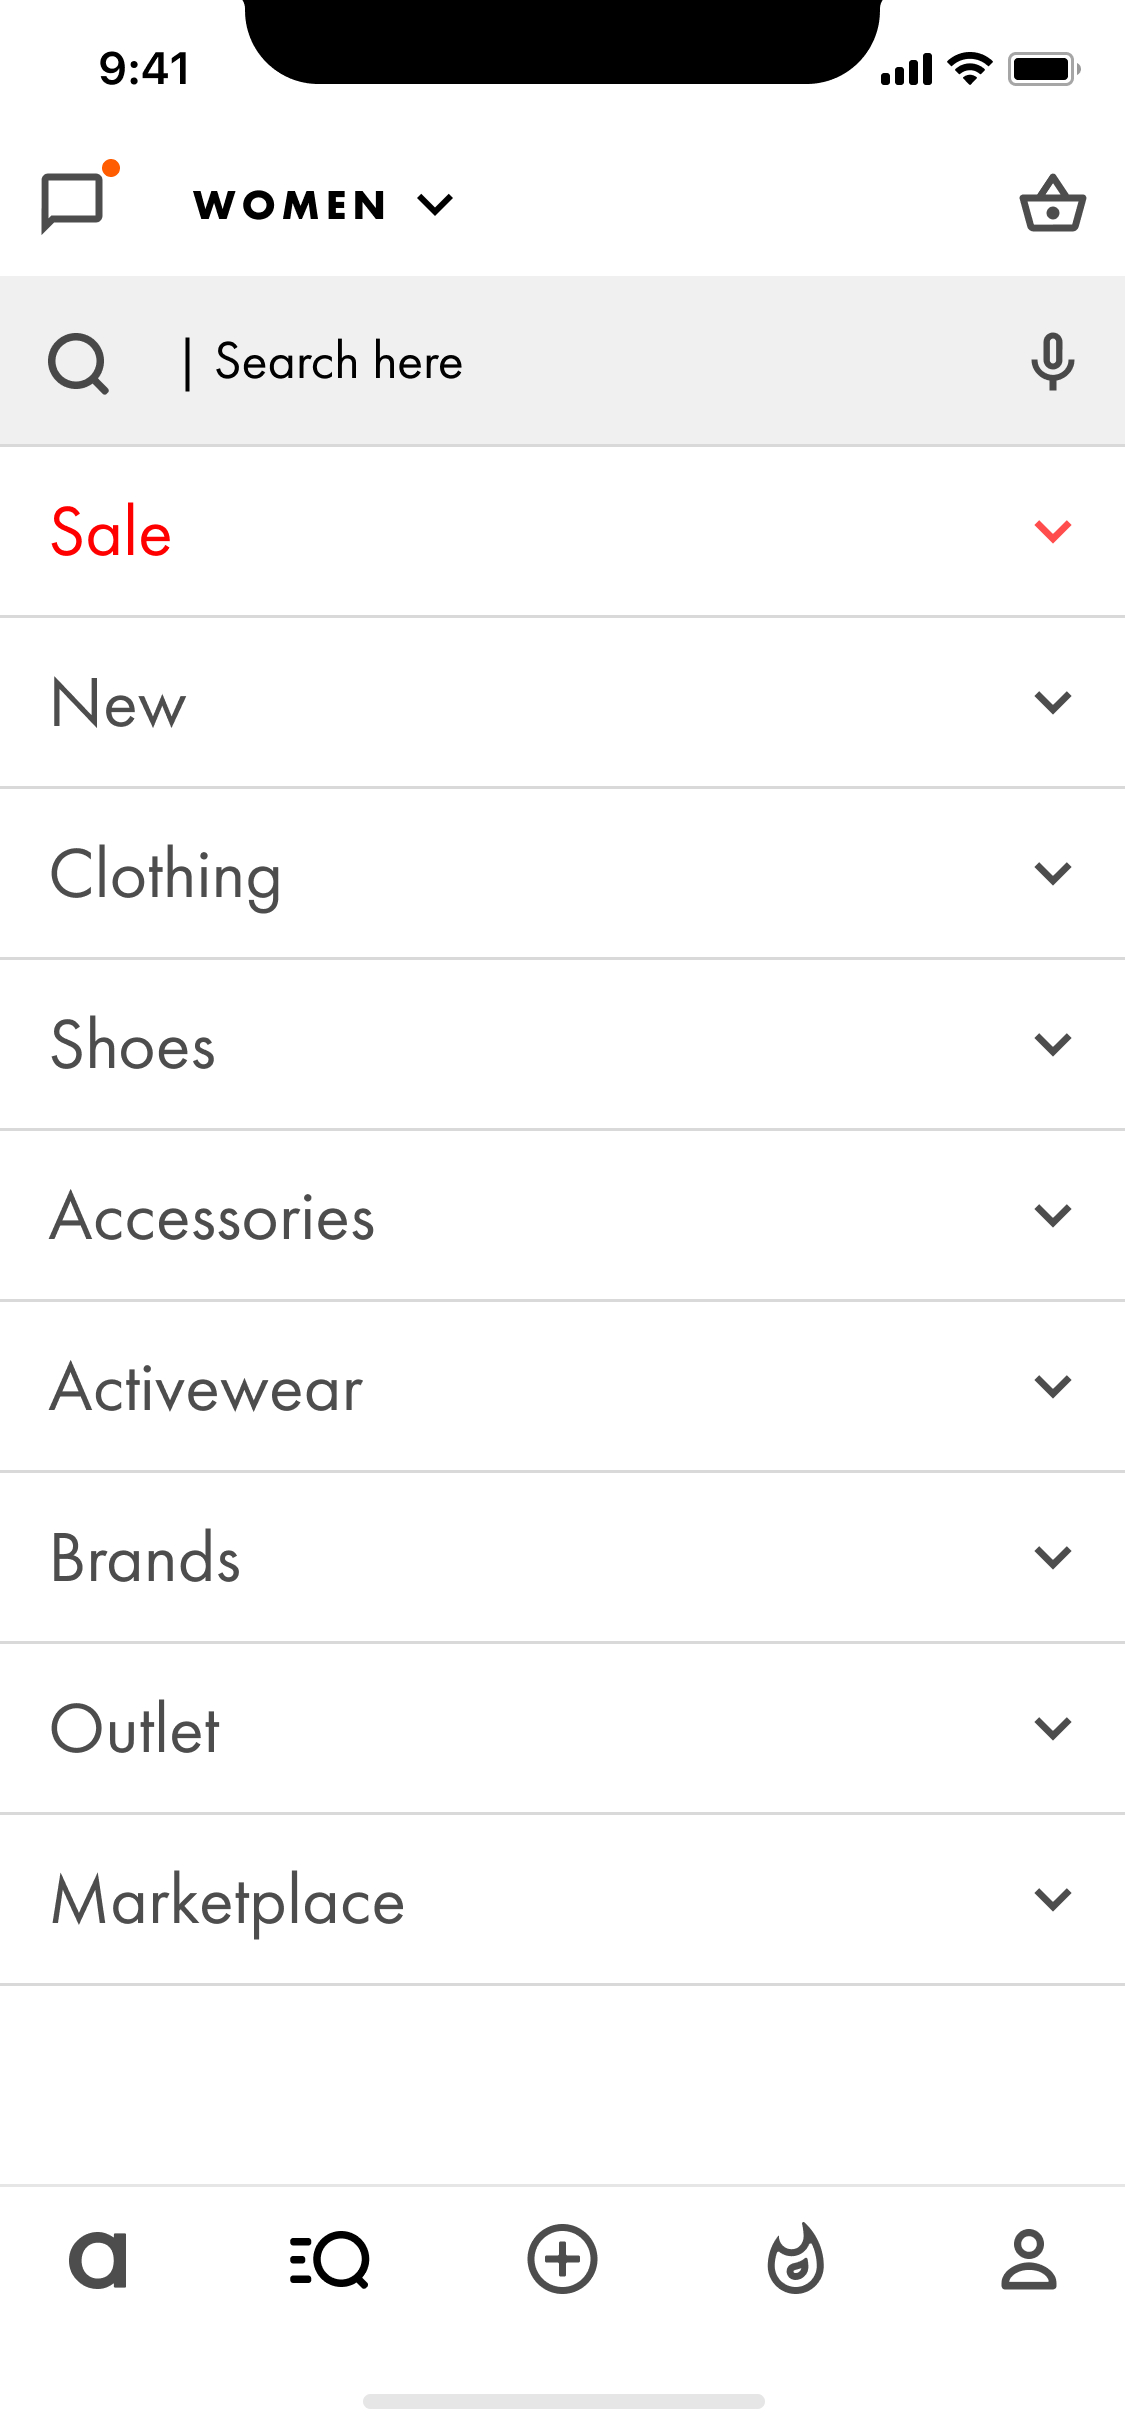 9:41
WOMEN
Search here
Sale
New
Clothing
Shoes
Accessories
Activewear
Brands
Outlet
Marketplace
a